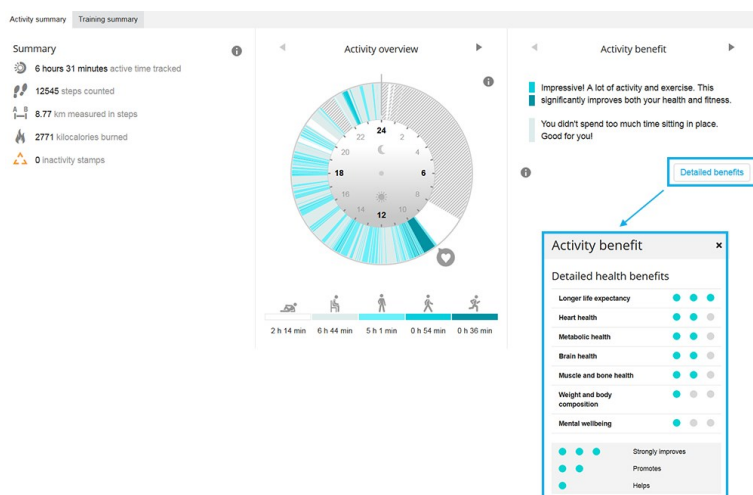 Activity summary
Training summary
Summary
6 hours 31 minutes active time tracked
12545 steps counted
A B
8.77 km measured in steps
2771 kilocalories burned
0 inactivity stamps
Activity overview
24
22
2
20
4
18
6
16
8
14
10
12
2 h 14 min
6 h 44 min
5 h 1 min
0 h 54 min
0 h 36 min
Activity benefit
Impressive! A lot of activity and exercise. This
significantly improves both your health and fitness.
You didn't spend too much time sitting in place.
Good for you!
Detailed benefits
Activity benefit
×
Detailed health benefits
Longer life expectancy
Heart health
Metabolic health
Brain health
Muscle and bone health
Weight and body
composition
Mental wellbeing
Strongly improves
Promotes
Helps